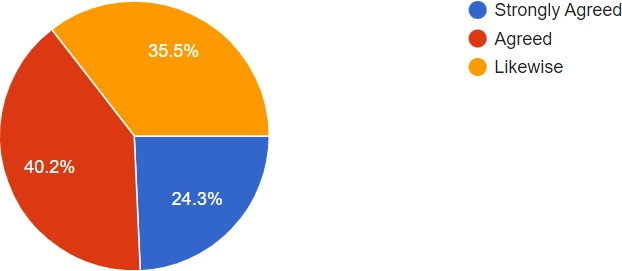 Strongly Agreed
Agreed
Likewise
35.5%
40.2%
24.3%